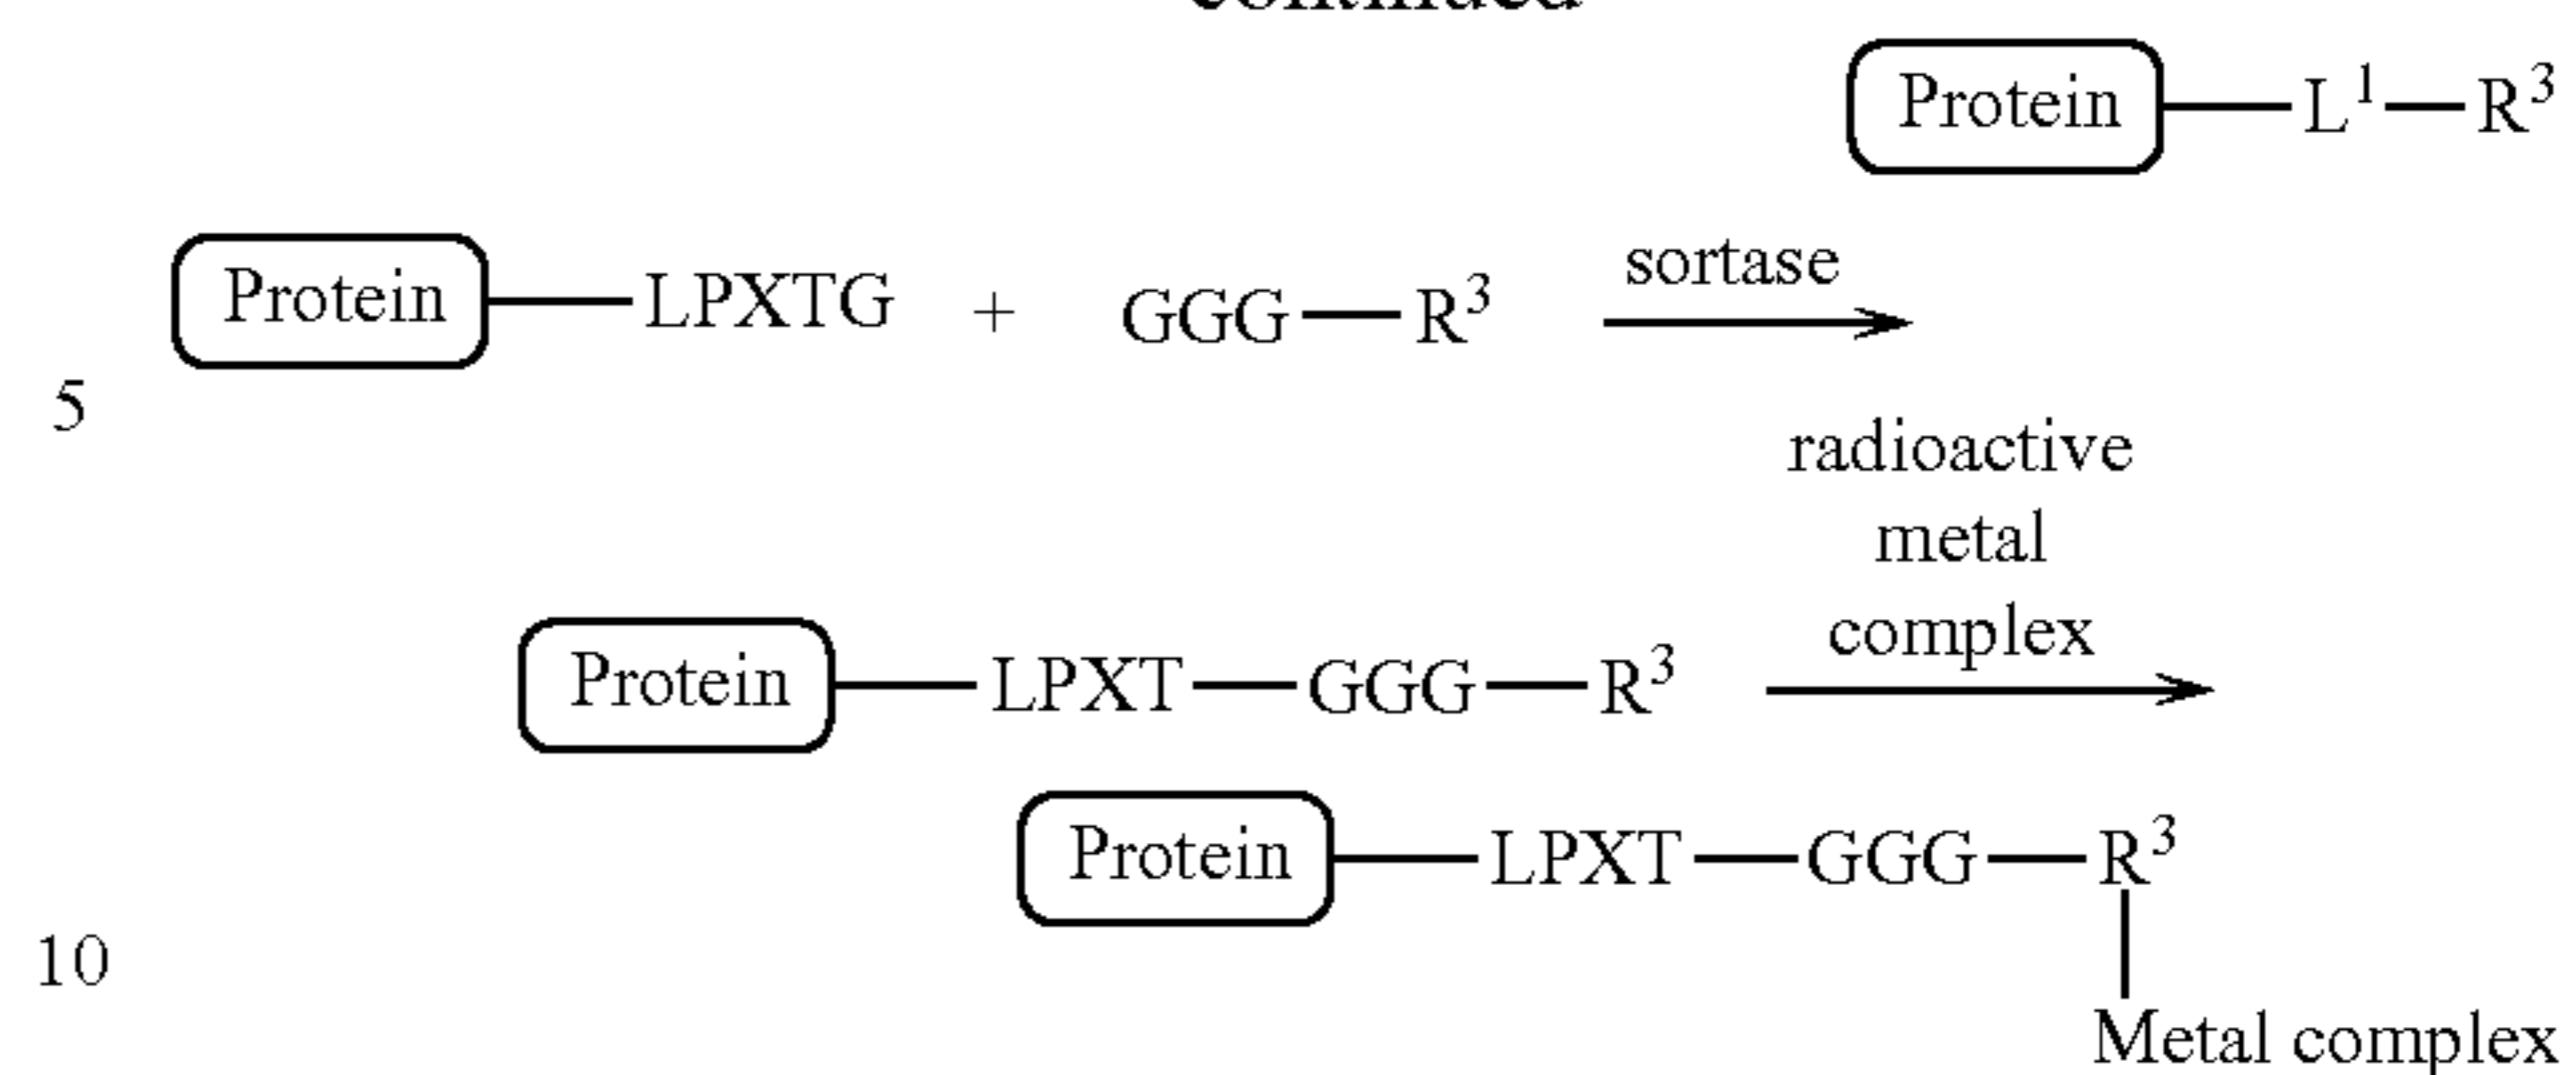 Protein L¹ R³
Protein LPXTG + GGG R³ sortase
5
radioactive
metal
complex
Protein LPXT GGG R³
Protein LPXT GGG R³
10
Metal complex